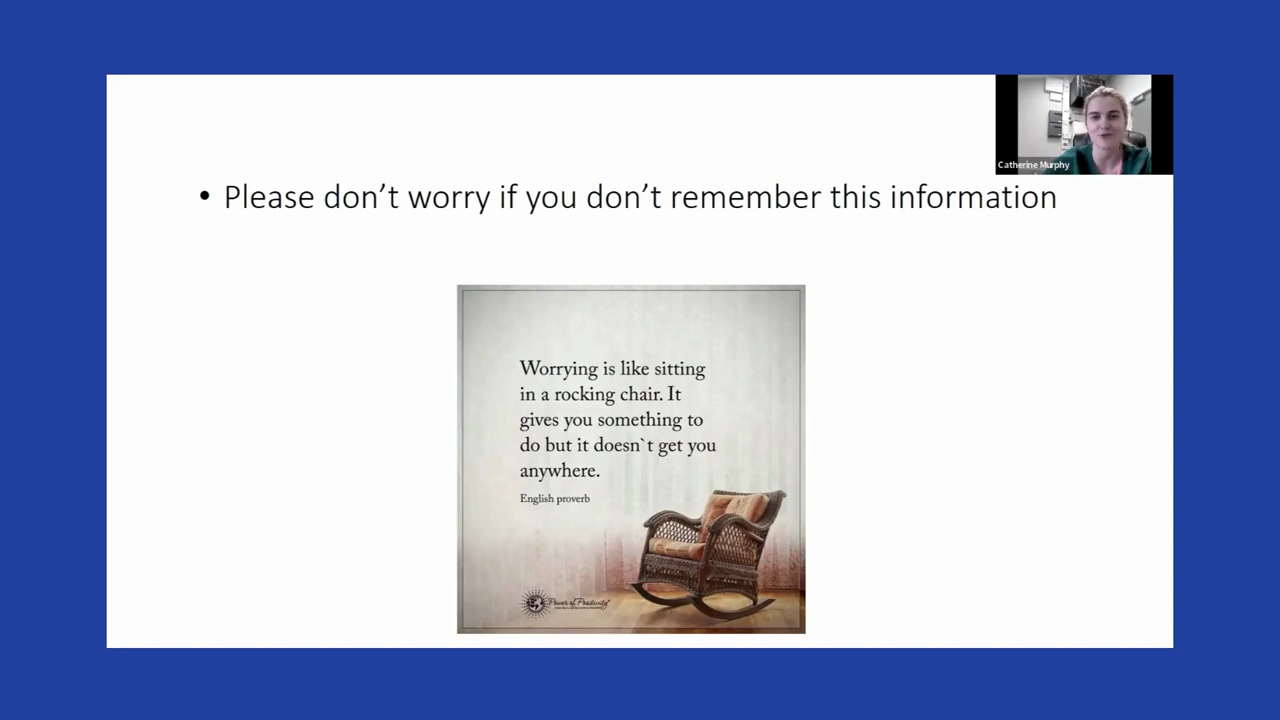 Catherine Murphy
• Please don’t worry if you don’t remember this information
Worrying is like sitting
in a rocking chair. It
gives you something to
do but it doesn`t get you
anywhere.
English proverb
Power of Positivity